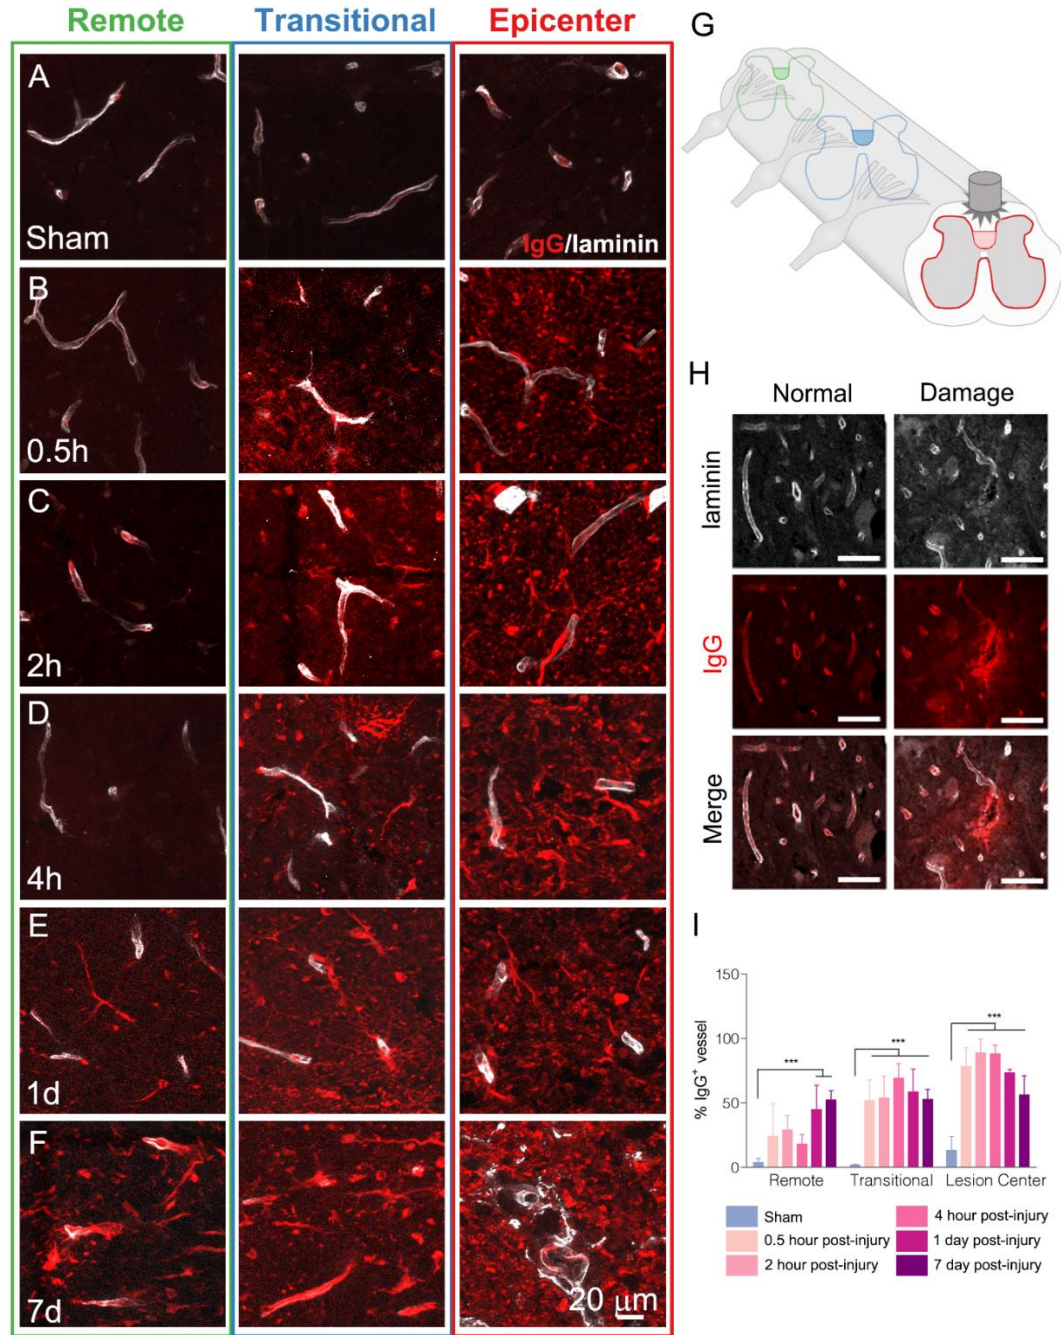 Remote Transitional Epicenter
A
Sham
IgG/laminin
B
0.5h
C
2h
D
4h
E
1d
F
7d
20 μm
G
H
Normal Damage
laminin
IgG
Merge
I
% IgG⁺ vessel
150
100
50
0
***
***
***
Remote Transitional Lesion Center
Sham
0.5 hour post-injury
2 hour post-injury
4 hour post-injury
1 day post-injury
7 day post-injury